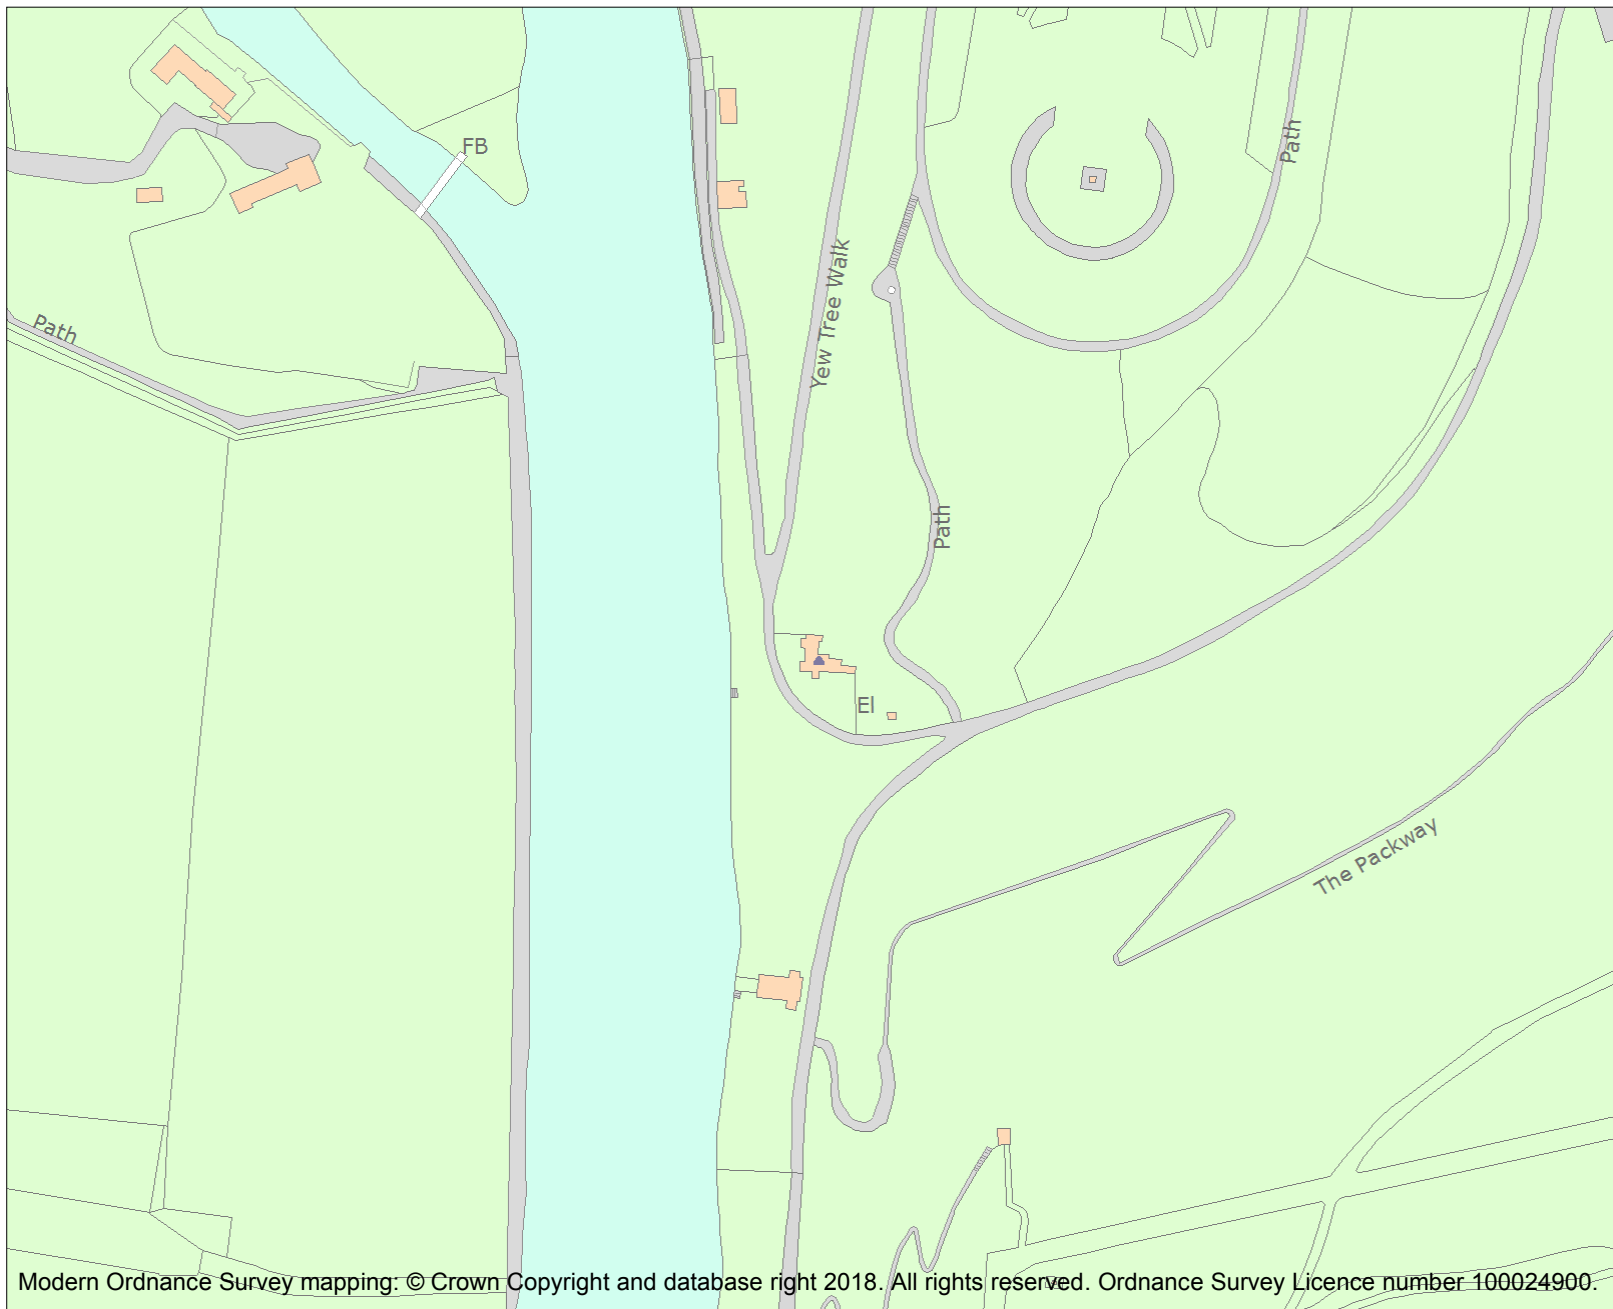 FB
Path
Path
Yew Tree Walk
Path
El
The Packway
Modern Ordnance Survey mapping: © Crown Copyright and database right 2018. All rights reserved. Ordnance Survey Licence number 100024900.